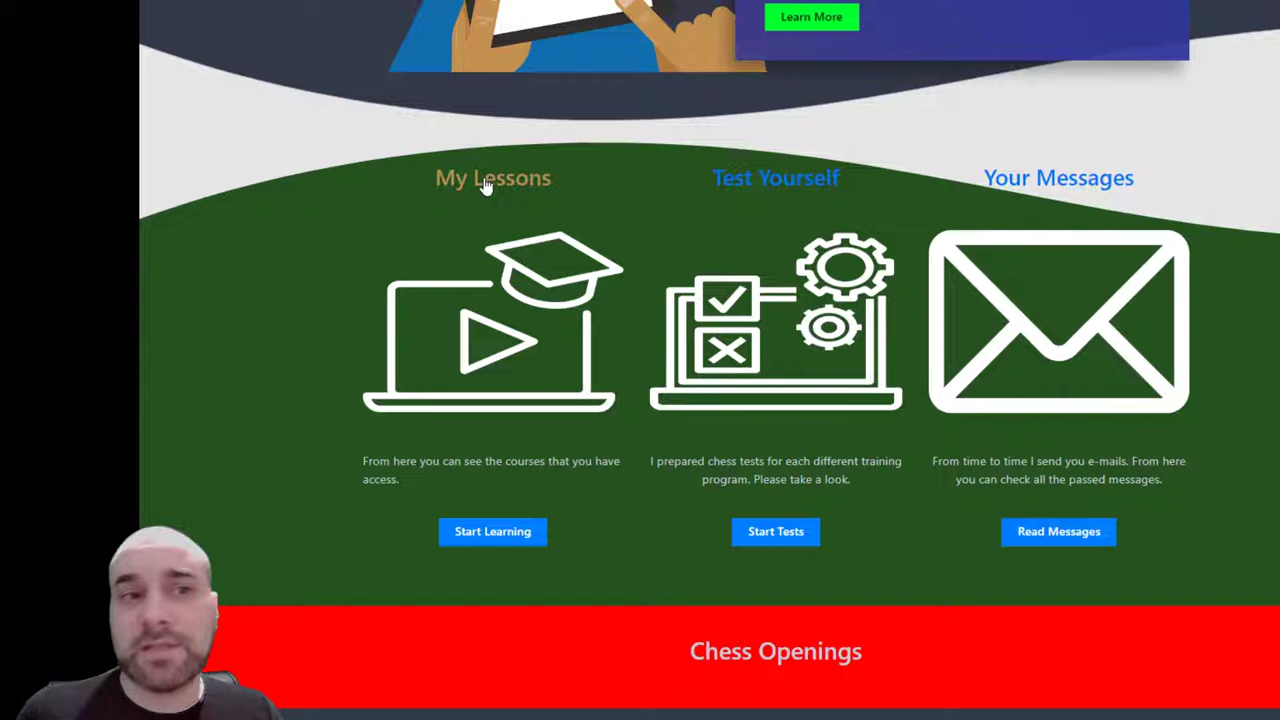 Learn More
My Lessons
Test Yourself
Your Messages
From here you can see the courses that you have
access.
I prepared chess tests for each different training
program. Please take a look.
From time to time I send you e-mails. From here
you can check all the passed messages.
Start Learning
Start Tests
Read Messages
Chess Openings